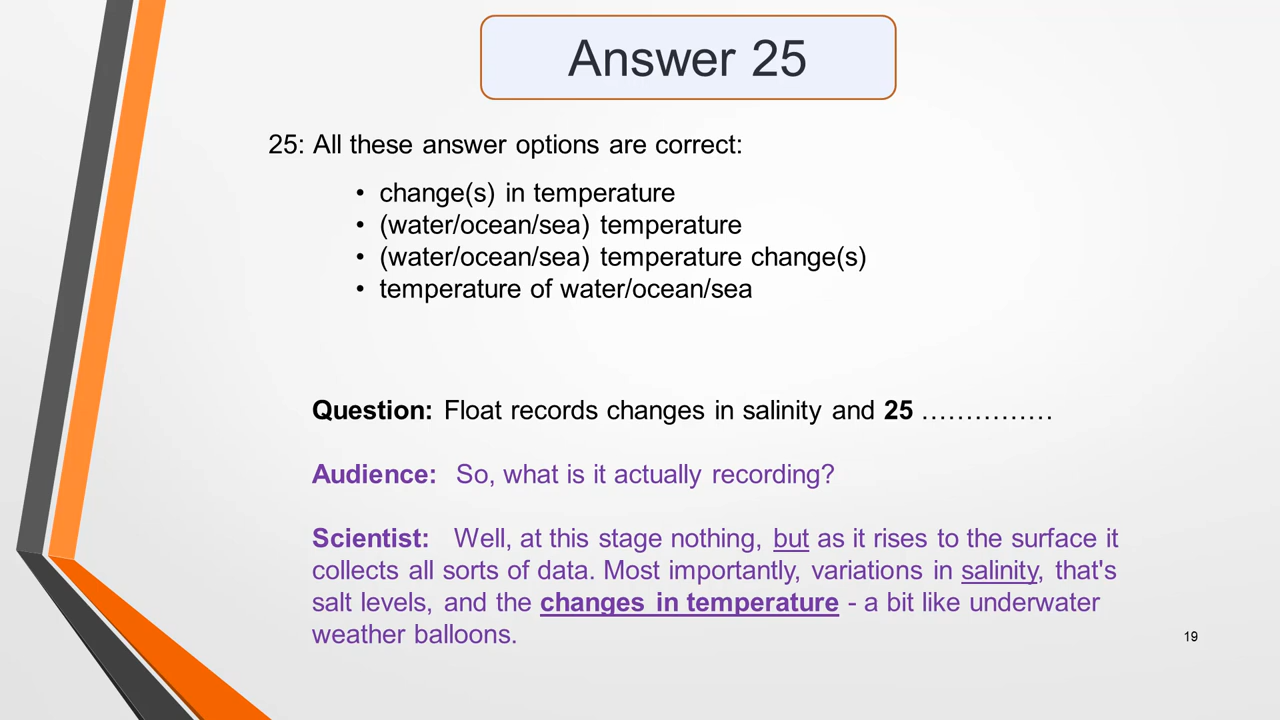 Answer 25
25: All these answer options are correct:
• change(s) in temperature
• (water/ocean/sea) temperature
• (water/ocean/sea) temperature change(s)
• temperature of water/ocean/sea
Question: Float records changes in salinity and 25 ……………
Audience: So, what is it actually recording?
Scientist: Well, at this stage nothing, but as it rises to the surface it
collects all sorts of data. Most importantly, variations in salinity, that's
salt levels, and the changes in temperature - a bit like underwater
weather balloons.
19